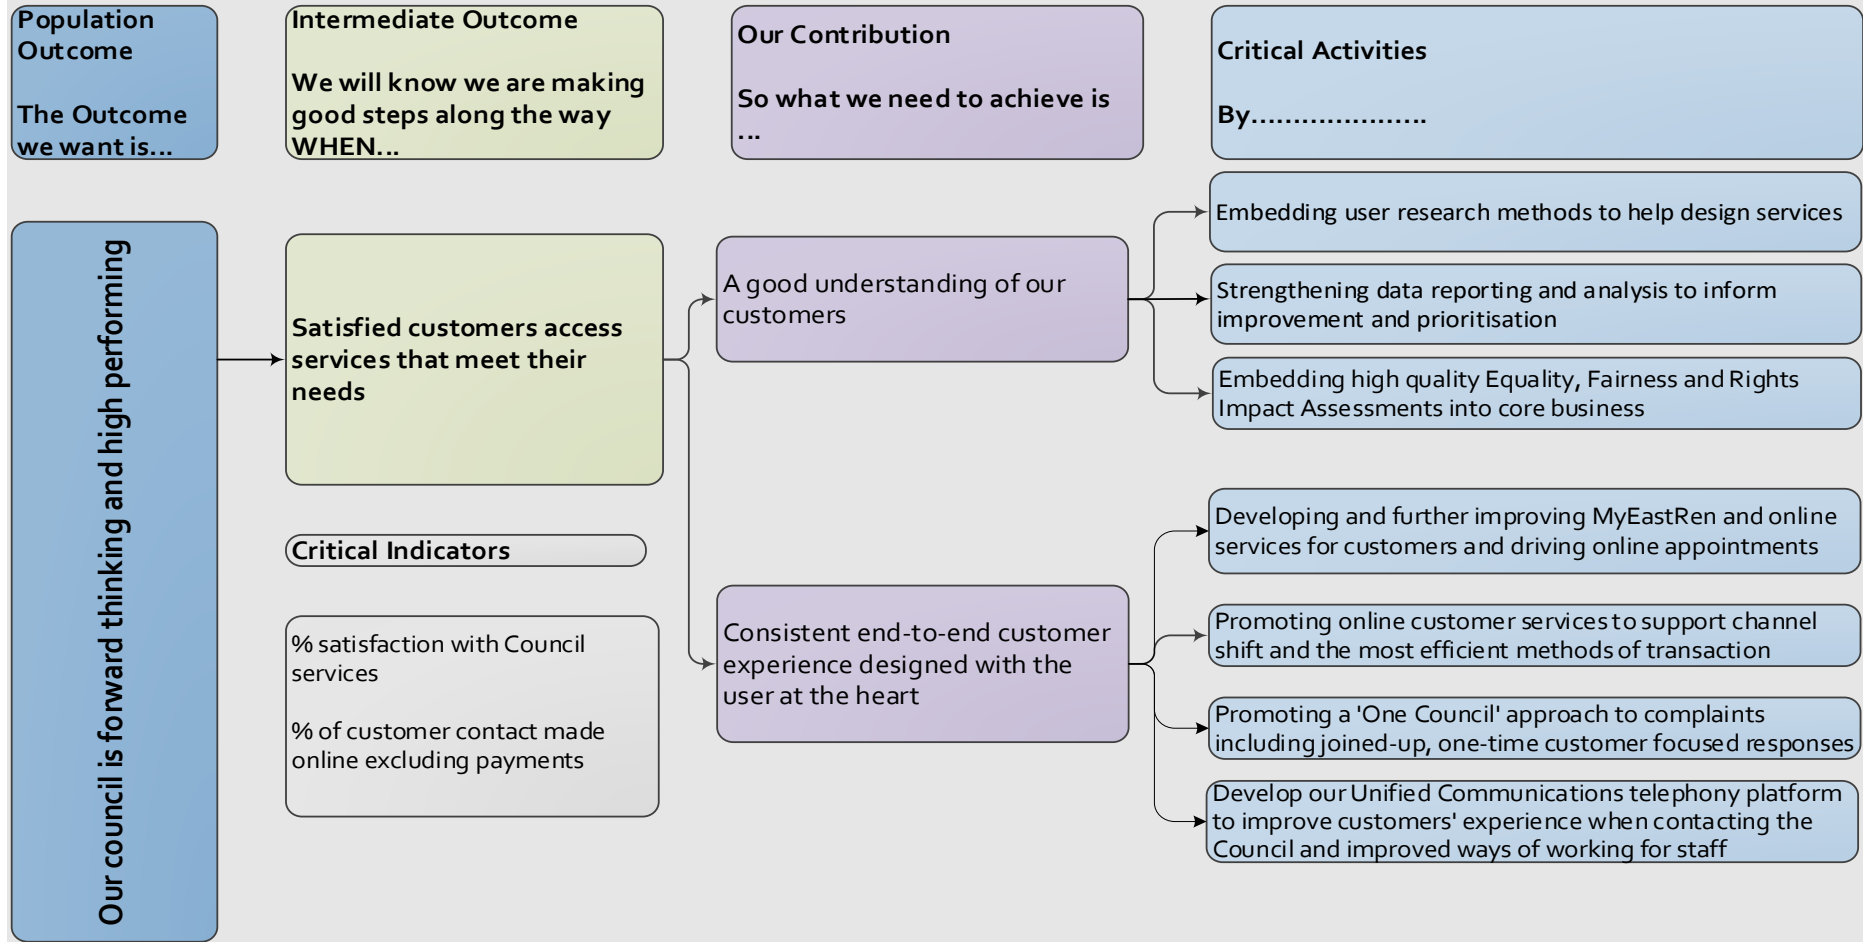 Population
Outcome
The Outcome
we want is...
Intermediate Outcome
We will know we are making
good steps along the way
WHEN...
Our Contribution
So what we need to achieve is
...
Critical Activities
By.....................
Our council is forward thinking and high performing
Satisfied customers access
services that meet their
needs
Critical Indicators
% satisfaction with Council
services
% of customer contact made
online excluding payments
A good understanding of our
customers
Consistent end-to-end customer
experience designed with the
user at the heart
Embedding user research methods to help design services
Strengthening data reporting and analysis to inform
improvement and prioritisation
Embedding high quality Equality, Fairness and Rights
Impact Assessments into core business
Developing and further improving MyEastRen and online
services for customers and driving online appointments
Promoting online customer services to support channel
shift and the most efficient methods of transaction
Promoting a 'One Council' approach to complaints
including joined-up, one-time customer focused responses
Develop our Unified Communications telephony platform
to improve customers' experience when contacting the
Council and improved ways of working for staff